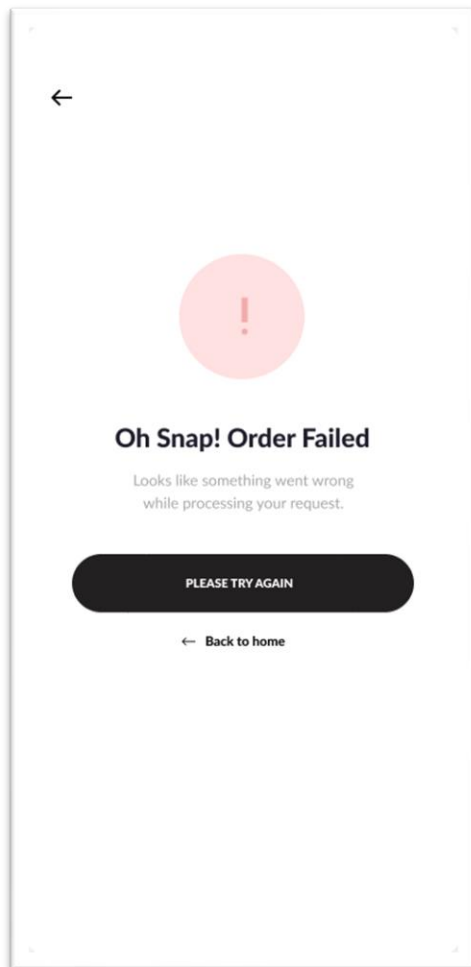 Oh Snap! Order Failed
Looks like something went wrong
while processing your request.
PLEASE TRY AGAIN
← Back to home